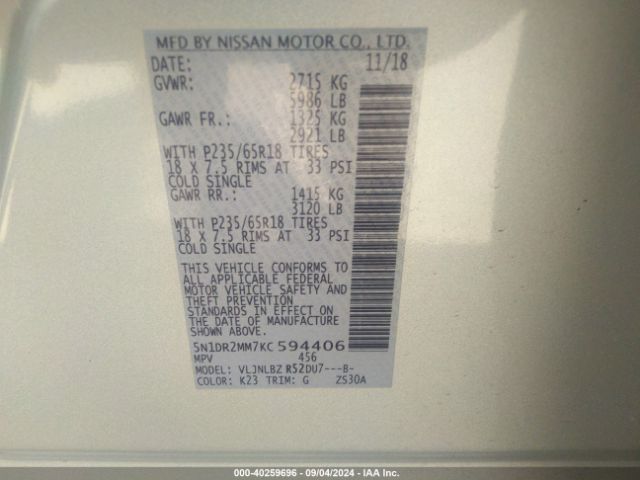 MFD BY NISSAN MOTOR CO., LTD.
DATE: 11/18
GVWR: 2715 KG
5986 LB
GAWR FR.: 1325 KG
2921 LB
WITH P235/65R18 TIRES
18 X 7.5 RIMS AT 33 PSI
COLD SINGLE
GAWR RR.: 1415 KG
3120 LB
WITH P235/65R18 TIRES
18 X 7.5 RIMS AT 33 PSI
COLD SINGLE
THIS VEHICLE CONFORMS TO
ALL APPLICABLE FEDERAL
MOTOR VEHICLE SAFETY AND
THEFT PREVENTION
STANDARDS IN EFFECT ON
THE DATE OF MANUFACTURE
SHOWN ABOVE.
5N1DR2MM7KC594406
MPV 456
MODEL: VLJNLBZ R52DU7---B-
COLOR: K23 TRIM: G ZS30A
000-40259696 - 09/04/2024 - IAA Inc.